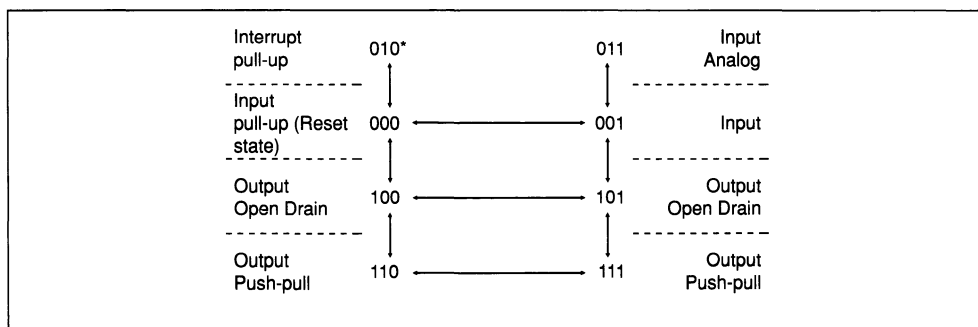 Interrupt
pull-up
010*
011
Input
Analog
Input
pull-up (Reset
state)
000
001
Input
Output
Open Drain
100
101
Output
Open Drain
Output
Push-pull
110
111
Output
Push-pull